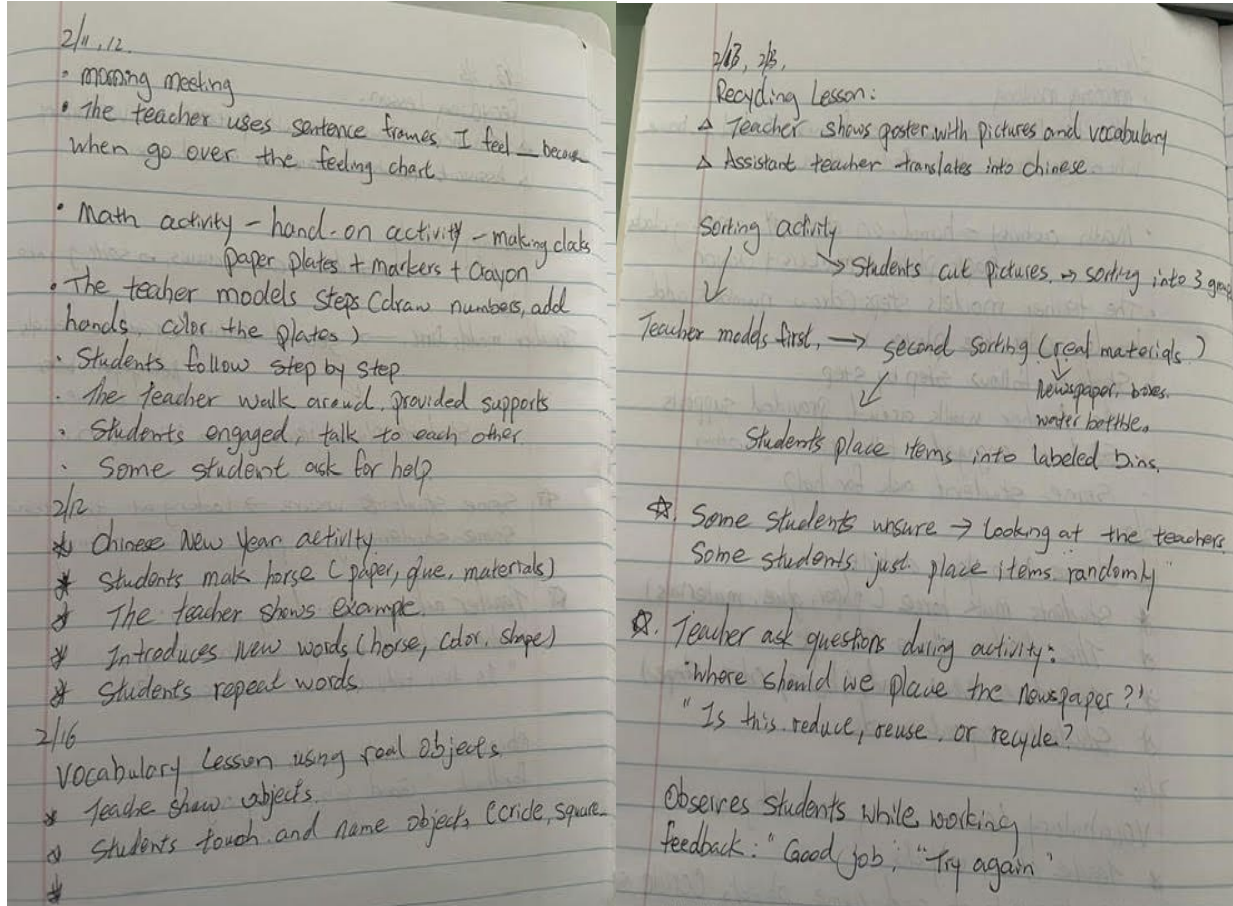 2/11, 12.
• morning meeting
• The teacher uses sentence frames I feel __ because
when go over the feeling chart.
• Math activity - hand-on activity - making clocks
paper plates + markers + Crayon
• The teaher models steps (draw numbers, add
hands, color the plates)
• Students follow step by step
• The teacher walk around, provided supports
• Students engaged, talk to each other
• Some student ask for help
2/12
* Chinese New Year activity
* Students mak horse (paper, glue, materials)
* The teacher shows example.
* Introduces New words (horse, color, shape)
* Students repeat words
2/16
Vocabulary Lesson using real objects
* Teache show objects.
* Students touch and name objects (cricle, square
*
2/13, 2/13,
Recycling Lesson:
△ Teacher shows poster with pictures and vocabulary
△ Assistant teacher translates into chinese
Sorting activity
↘ Students cut pictures. → sorting into 3
Teacher models first, → second sorting (real materials)
Newspaper, boxes.
water botthle,
Students place items into labeled bins.
☆. Some students unsure → Looking at the teachers.
Some students just place items randomly"
☆. Teacher ask questions during activity:
"Where should we place the newspaper?"
"Is this reduce, reuse, or recycle?
Observes students while working
feedback: "Good job", "Try again"